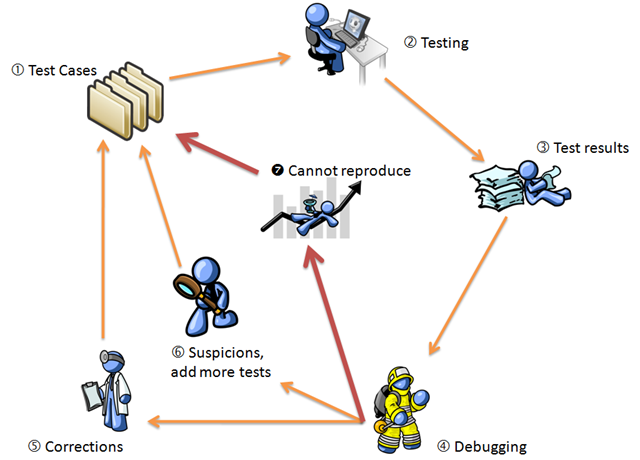 ① Test Cases
② Testing
③ Test results
④ Debugging
⑤ Corrections
⑥ Suspicions,
add more tests
❼ Cannot reproduce